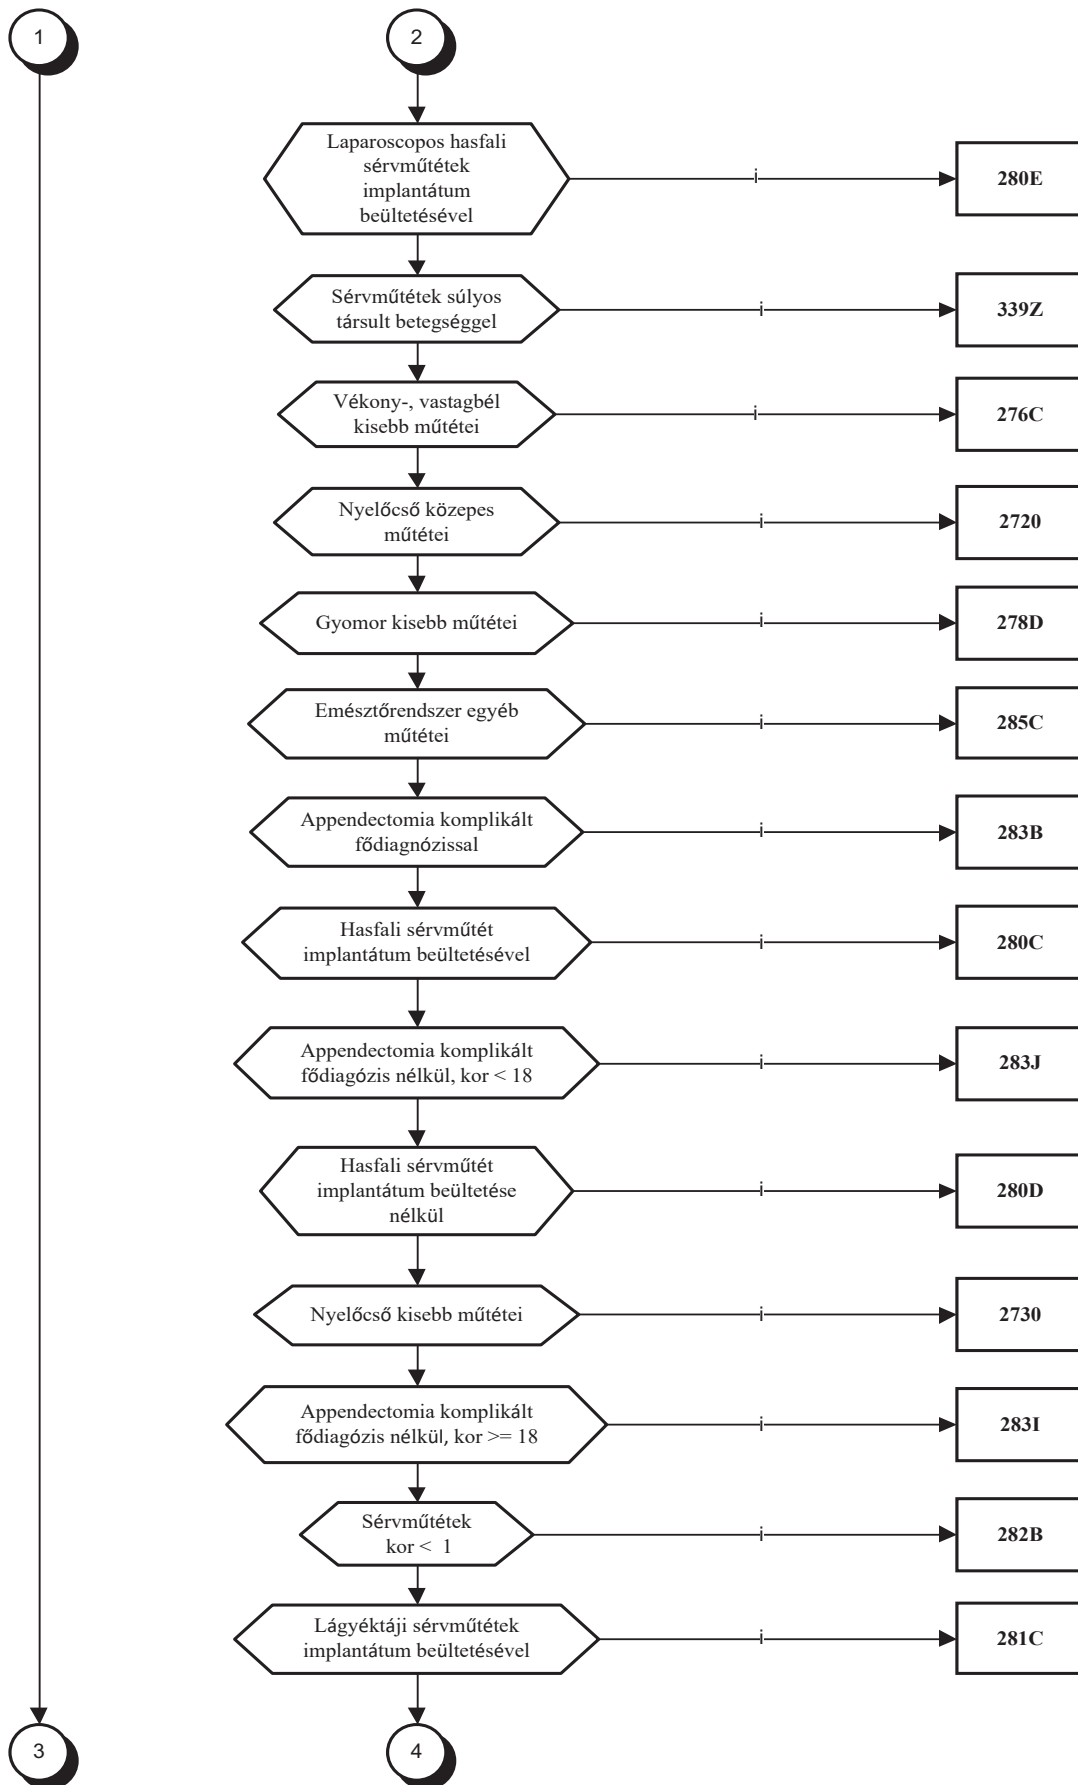 1
2
Laparoscopos hasfali
sérvműtétek
implantátum
beültetésével
i
280E
Sérvműtétek súlyos
társult betegséggel
i
339Z
Vékony-, vastagbél
kisebb műtétei
i
276C
Nyelőcső közepes
műtétei
i
2720
Gyomor kisebb műtétei
i
278D
Emésztőrendszer egyéb
műtétei
i
285C
Appendectomia komplikált
fődiagnózissal
i
283B
Hasfali sérvműtét
implantátum beültetésével
i
280C
Appendectomia komplikált
fődiagózis nélkül, kor < 18
i
283J
Hasfali sérvműtét
implantátum beültetése
nélkül
i
280D
Nyelőcső kisebb műtétei
i
2730
Appendectomia komplikált
fődiagózis nélkül, kor >= 18
i
283I
Sérvműtétek
kor < 1
i
282B
Lágyéktáji sérvműtétek
implantátum beültetésével
i
281C
3
4